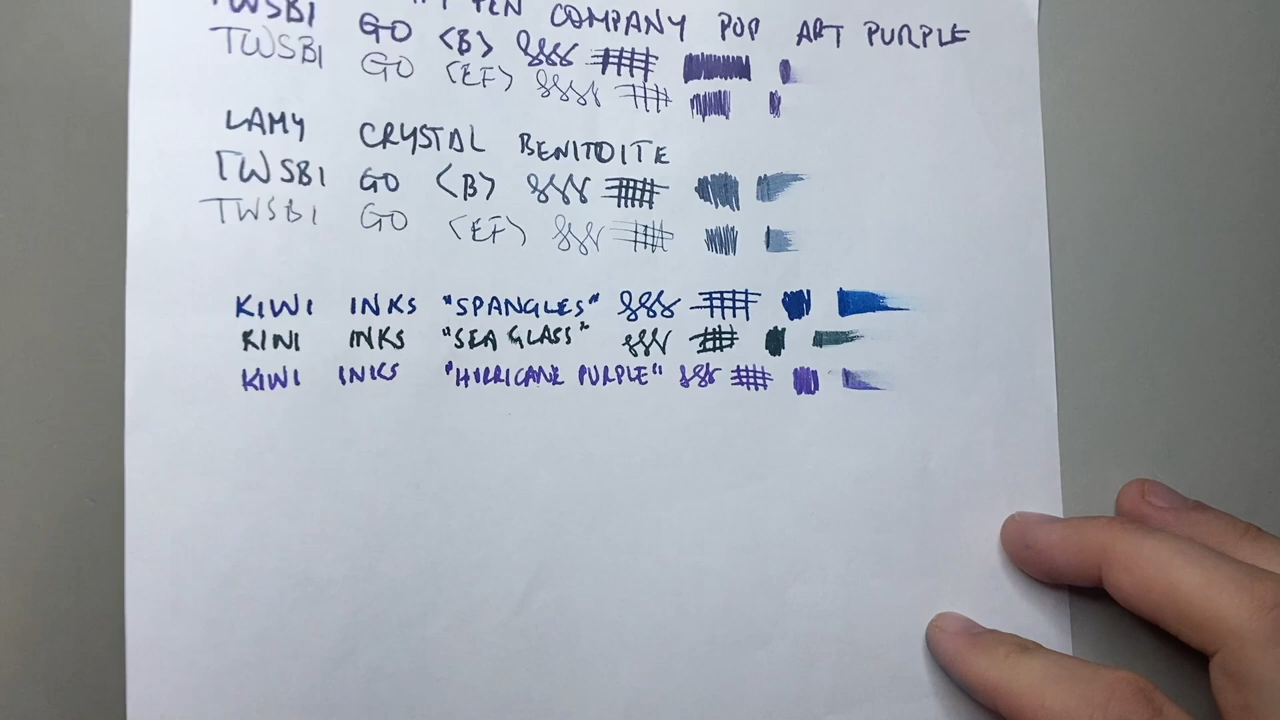 TWSBI PEN COMPANY POP ART PURPLE
GO <B>
TWSBI GO <EF>
LAMY CRYSTAL BENITOITE
TWSBI GO <B>
TWSBI GO <EF>
KIWI INKS "SPANGLES"
KIWI INKS "SEA GLASS"
KIWI INKS "HURRICANE PURPLE"